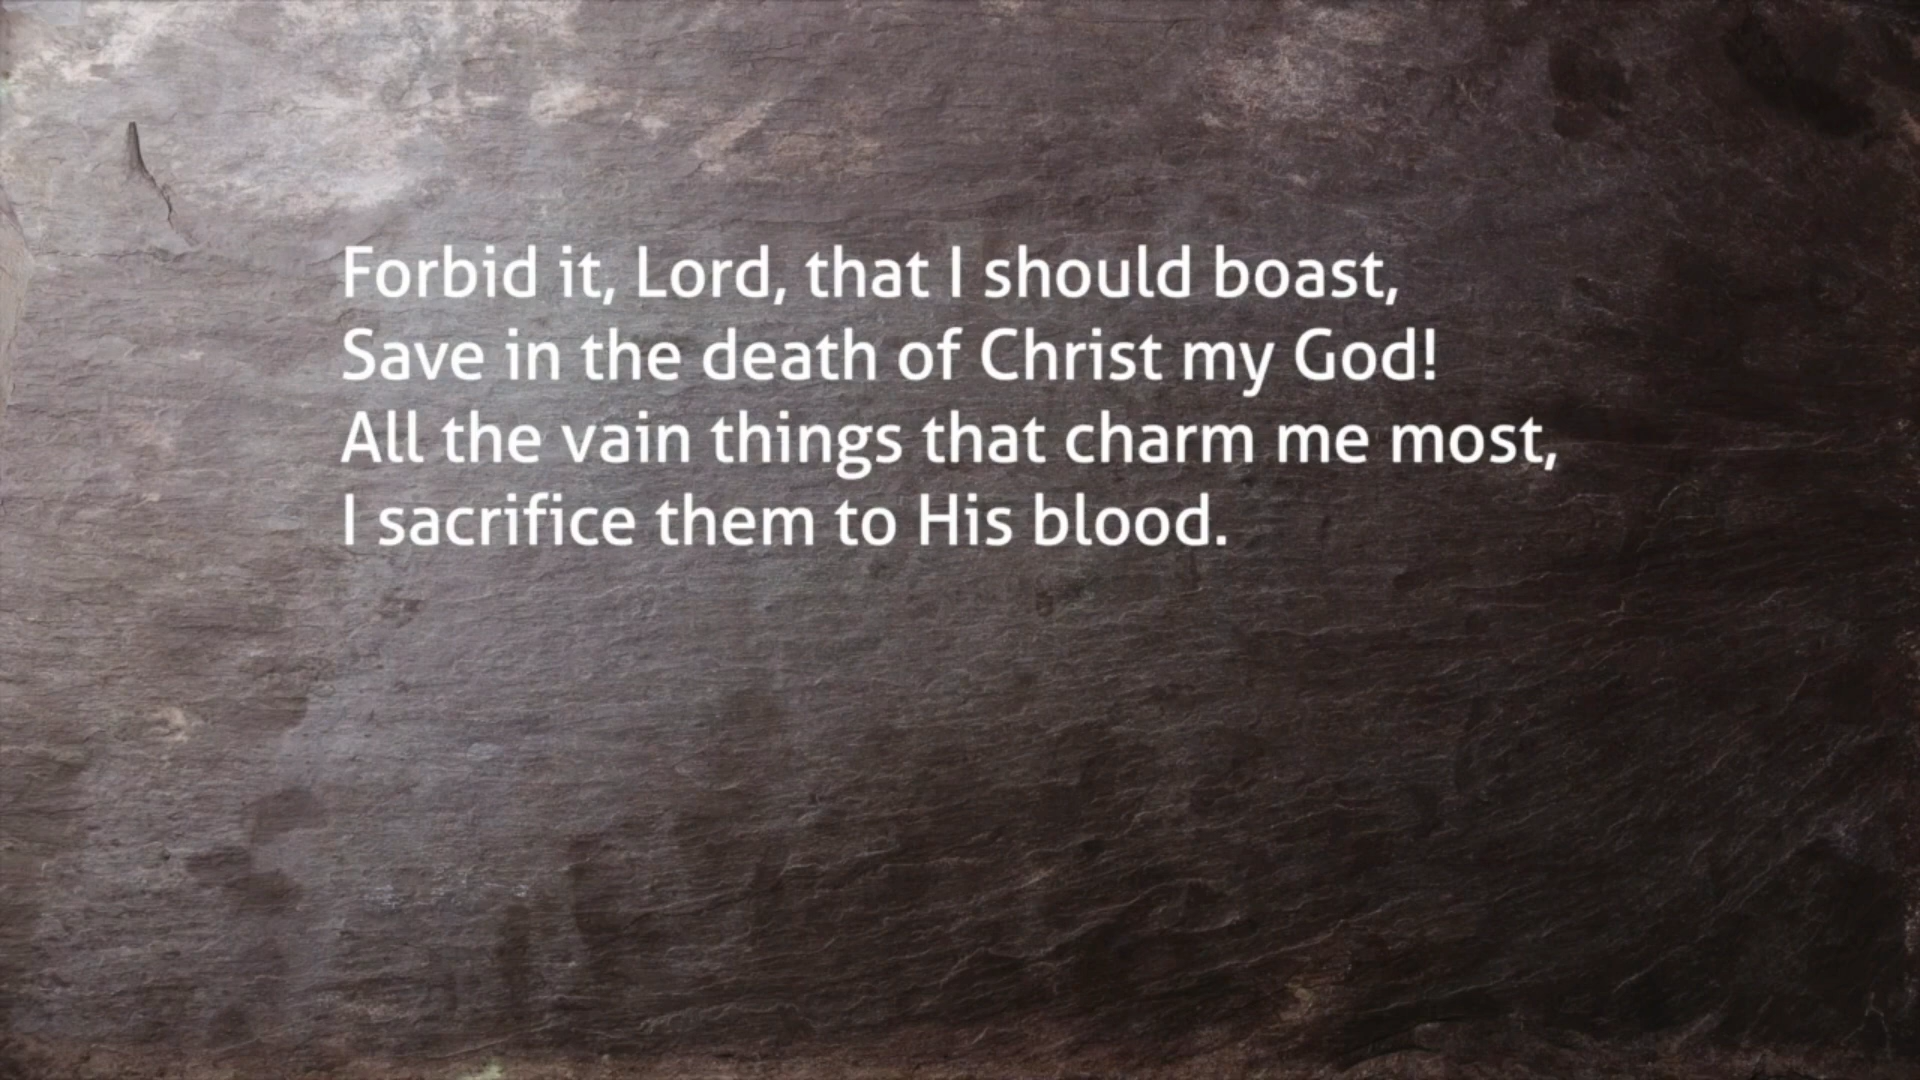 Forbid it, Lord, that I should boast,
Save in the death of Christ my God!
All the vain things that charm me most,
I sacrifice them to His blood.